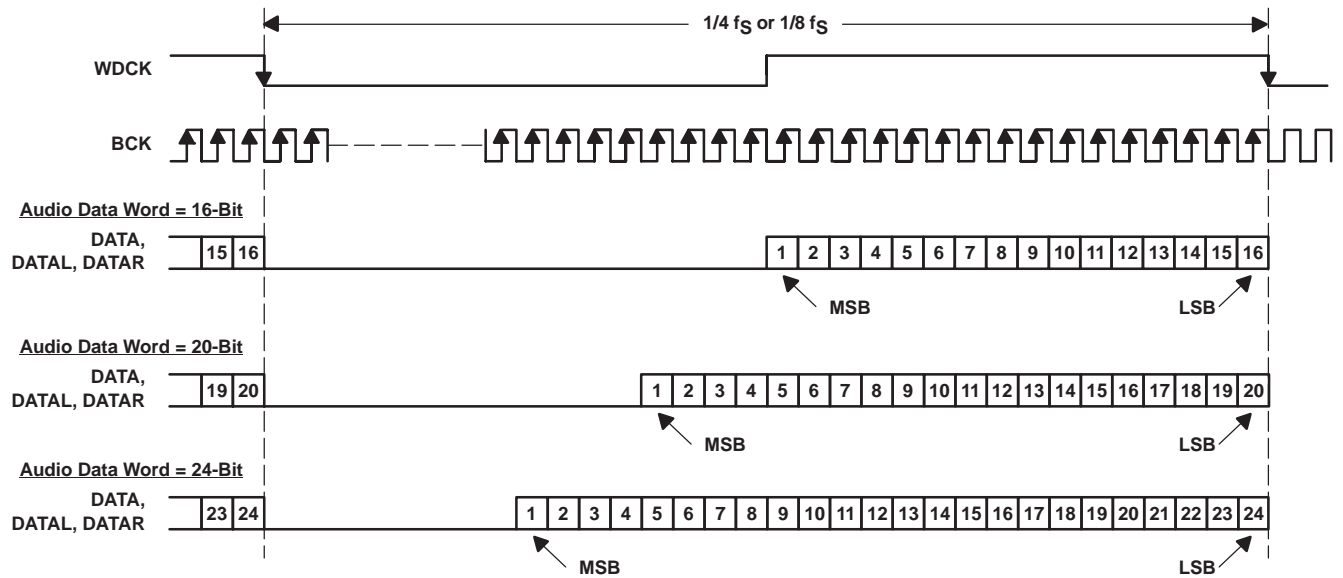 1/4 fS or 1/8 fS
WDCK
BCK
Audio Data Word = 16-Bit
DATA,
DATAL, DATAR
15 16 1 2 3 4 5 6 7 8 9 10 11 12 13 14 15 16
MSB LSB
Audio Data Word = 20-Bit
DATA,
DATAL, DATAR
19 20 1 2 3 4 5 6 7 8 9 10 11 12 13 14 15 16 17 18 19 20
MSB LSB
Audio Data Word = 24-Bit
DATA,
DATAL, DATAR
23 24 1 2 3 4 5 6 7 8 9 10 11 12 13 14 15 16 17 18 19 20 21 22 23 24
MSB LSB